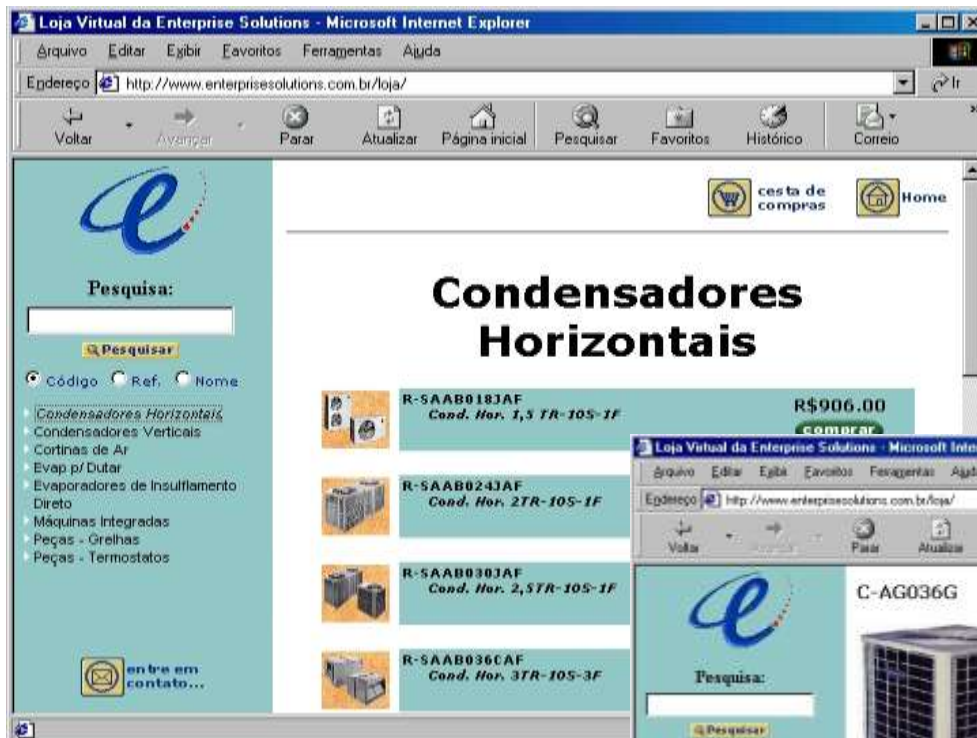 Loja Virtual da Enterprise Solutions - Microsoft Internet Explorer
Arquivo Editar Exibir Favoritos Ferramentas Ajuda
Endereço http://www.enterprisesolutions.com.br/loja/ Ir
Voltar Avançar Parar Atualizar Página inicial Pesquisar Favoritos Histórico Correio
cesta de
compras
Home
Pesquisa:
Pesquisar
Código Ref. Nome
Condensadores Horizontais
Condensadores Verticais
Cortinas de Ar
Evap p/ Dutar
Evaporadores de Insuflamento
Direto
Máquinas Integradas
Peças - Grelhas
Peças - Termostatos
entre em
contato...
Condensadores
Horizontais
R-SAAB018JAF
Cond. Hor. 1,5 TR-10S-1F
R$906.00
comprar
R-SAAB024JAF
Cond. Hor. 2TR-10S-1F
R-SAAB030JAF
Cond. Hor. 2,5TR-10S-1F
R-SAAB036CAF
Cond. Hor. 3TR-10S-3F
Loja Virtual da Enterprise Solutions - Microsoft Inte
Arquivo Editar Exibir Favoritos Ferramentas Ajud
Endereço http://www.enterprisesolutions.com.br/loja/
Voltar Avançar Parar Atualizar
C-AG036G
Pesquisa:
Pesquisar